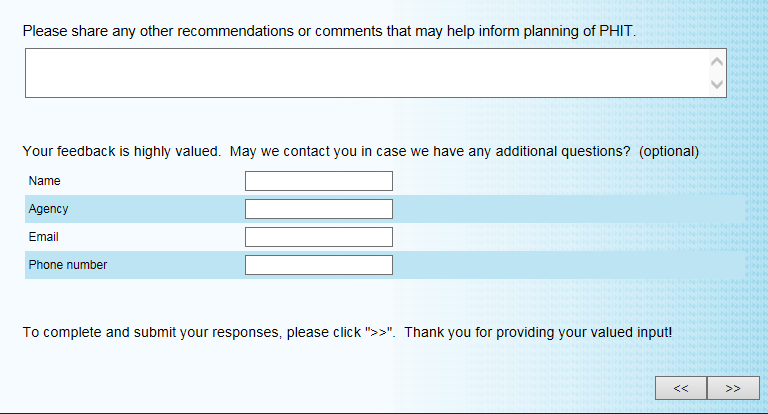 Please share any other recommendations or comments that may help inform planning of PHIT.
Your feedback is highly valued.  May we contact you in case we have any additional questions?  (optional)
Name
Agency
Email
Phone number
To complete and submit your responses, please click ">>".  Thank you for providing your valued input!
<< >>